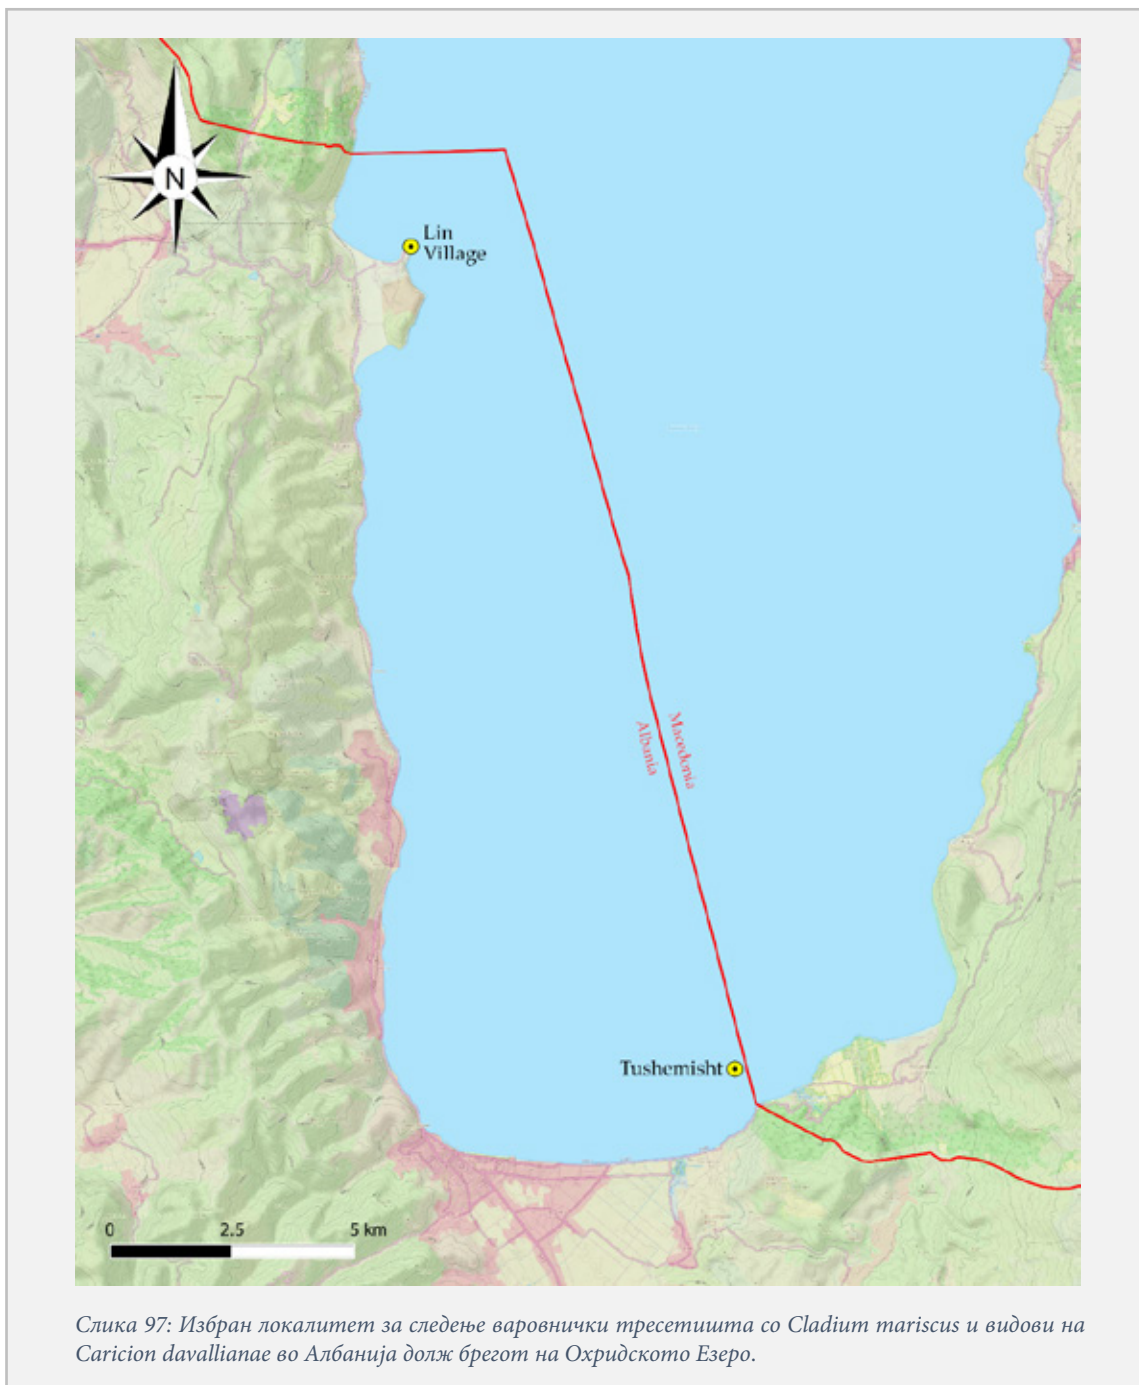 N
Lin
Village
Macedonia
Albania
Tushemisht
0 2.5 5 km
Слика 97: Избран локалитет за следење варовнички тресетишта со Cladium mariscus и видови на
Caricion davallianae во Албанија долж брегот на Охридското Езеро.